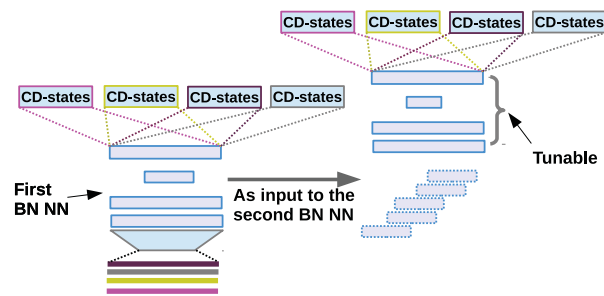 CD-states CD-states CD-states CD-states
CD-states CD-states CD-states CD-states
First
BN NN
As input to the
second BN NN
Tunable